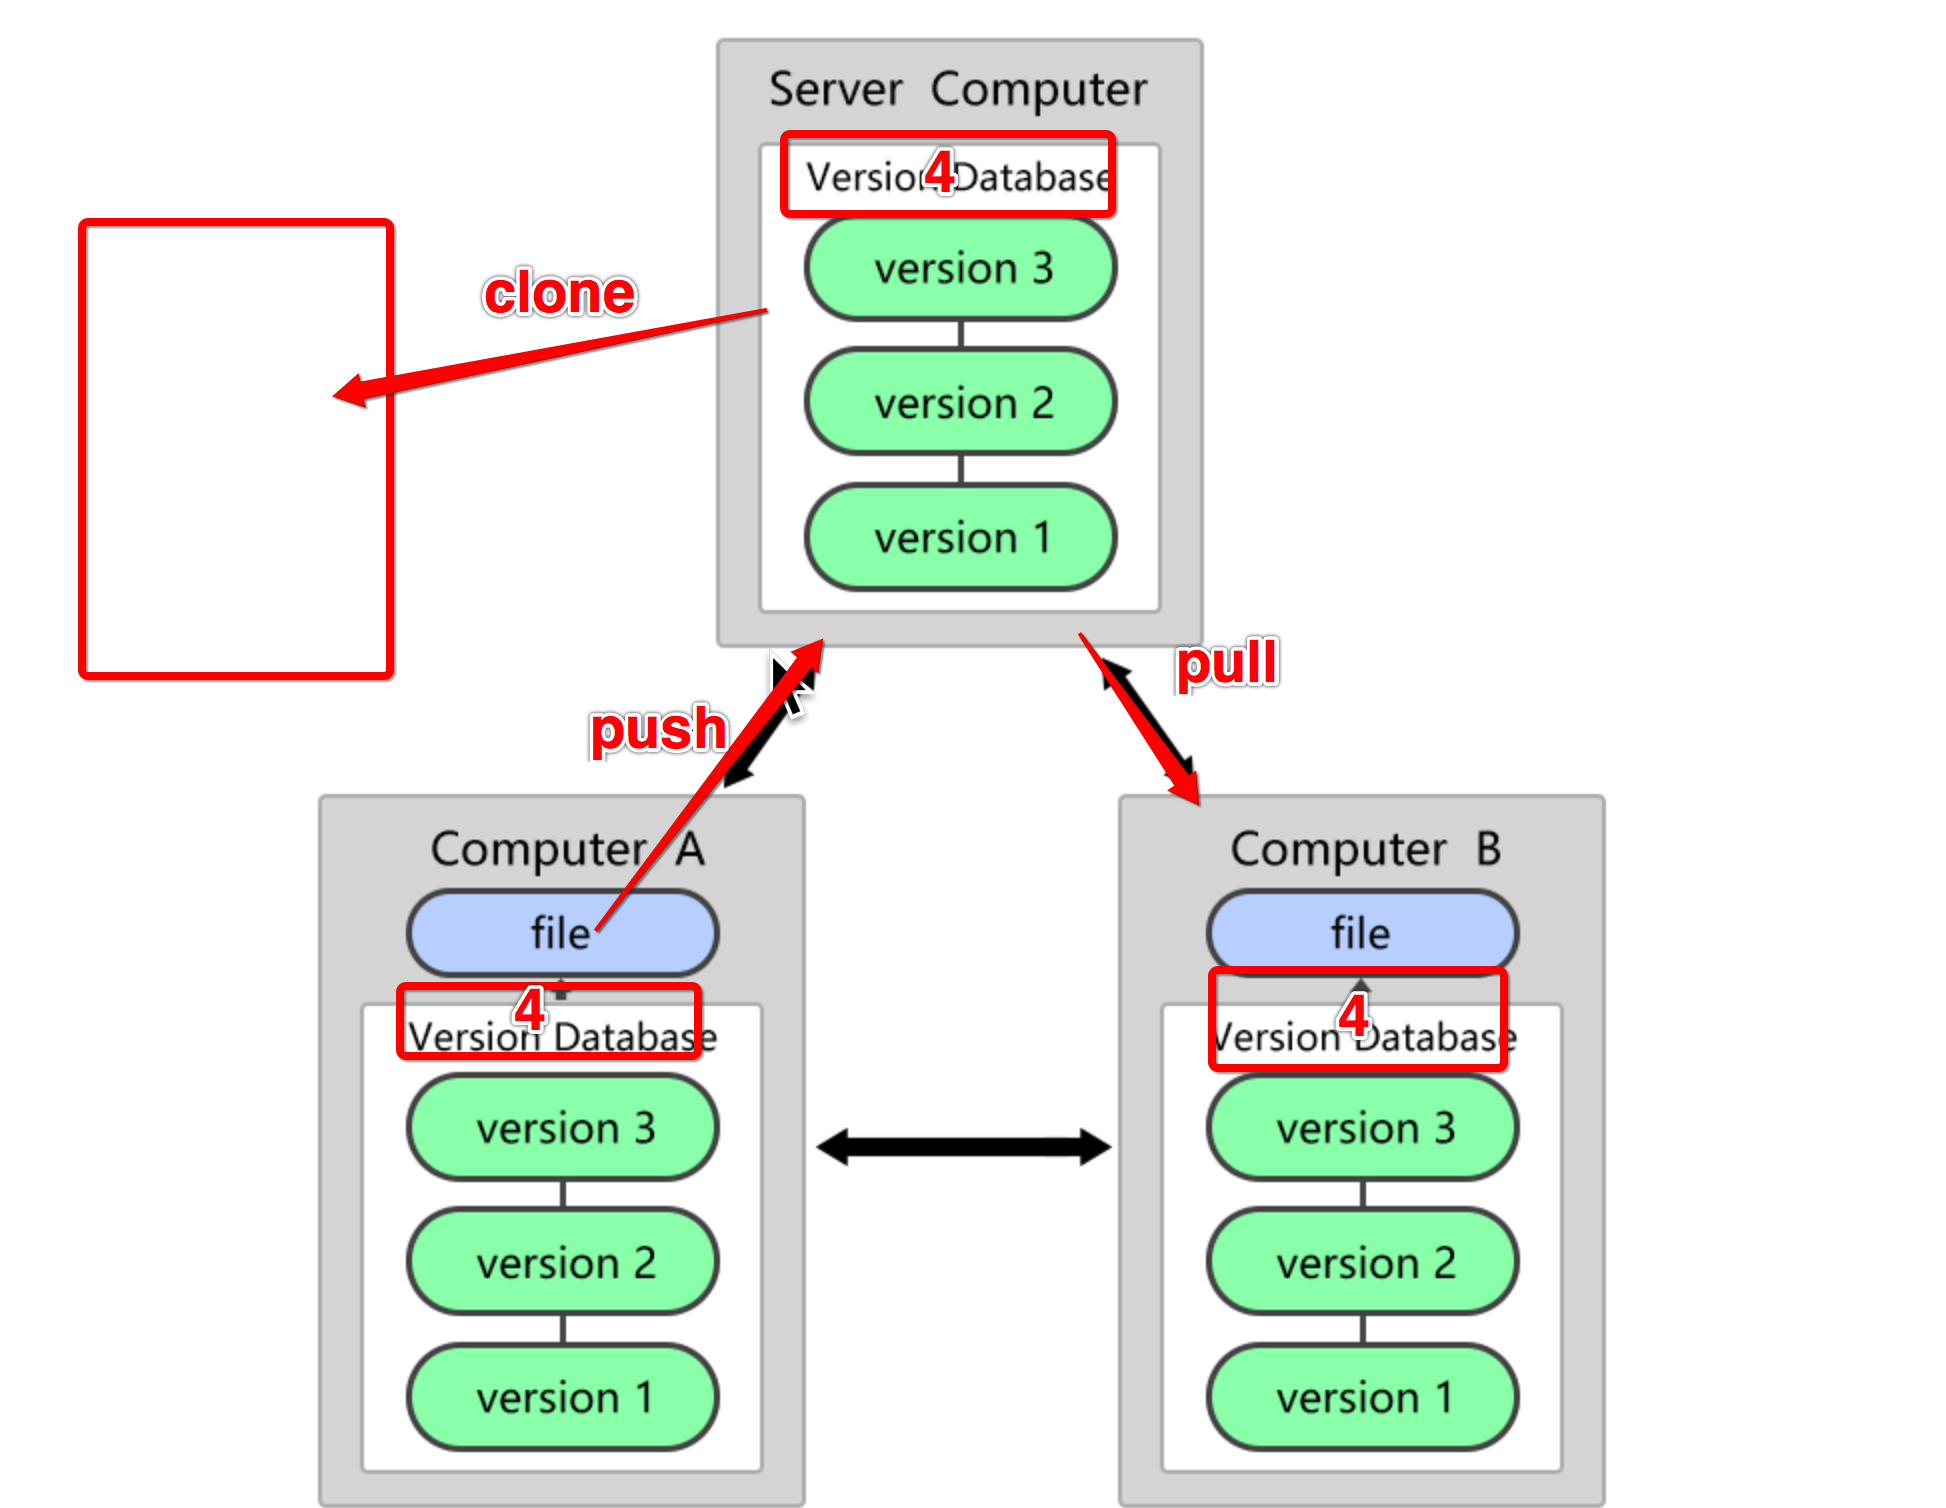 Server Computer
4
Version Database
version 3
clone
version 2
version 1
pull
push
Computer A
file
4
Version Database
version 3
version 2
version 1
Computer B
file
4
Version Database
version 3
version 2
version 1